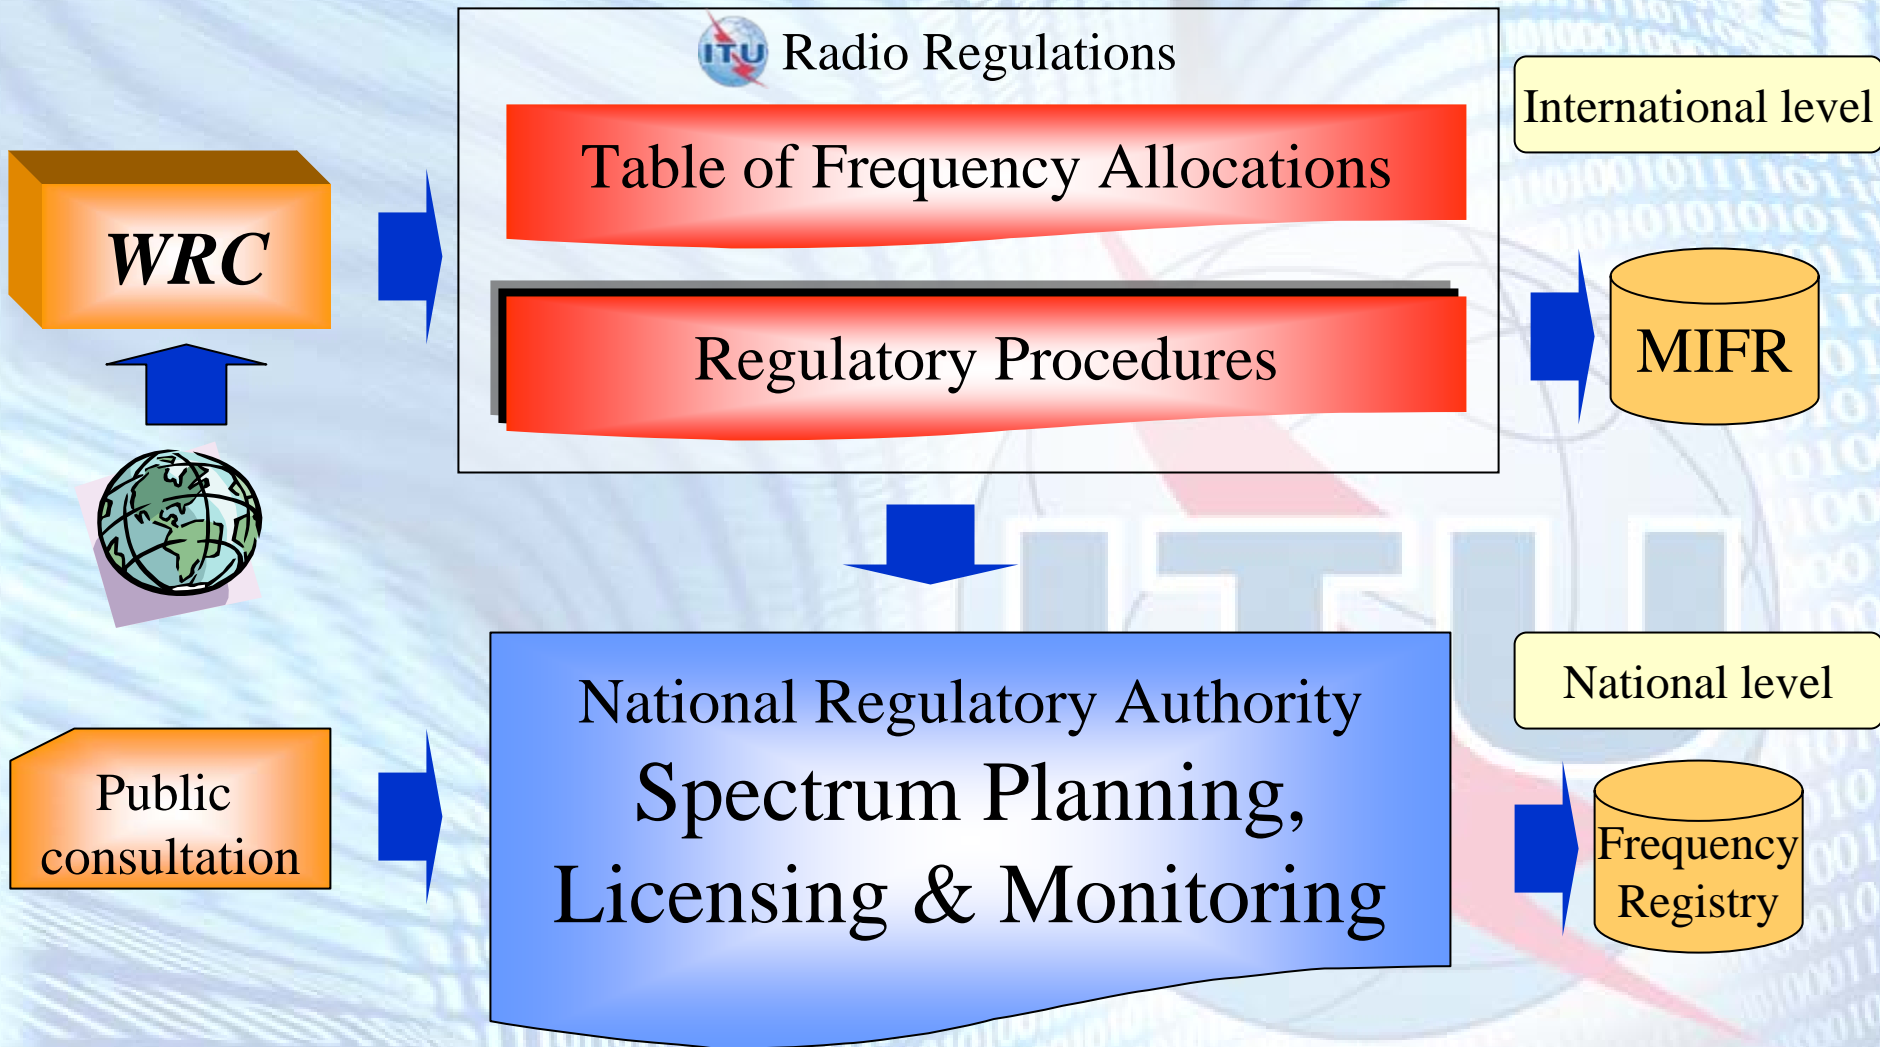 ITU Radio Regulations
International level
Table of Frequency Allocations
WRC
Regulatory Procedures
MIFR
ITU
National level
National Regulatory Authority
Spectrum Planning,
Licensing & Monitoring
Public
consultation
Frequency
Registry